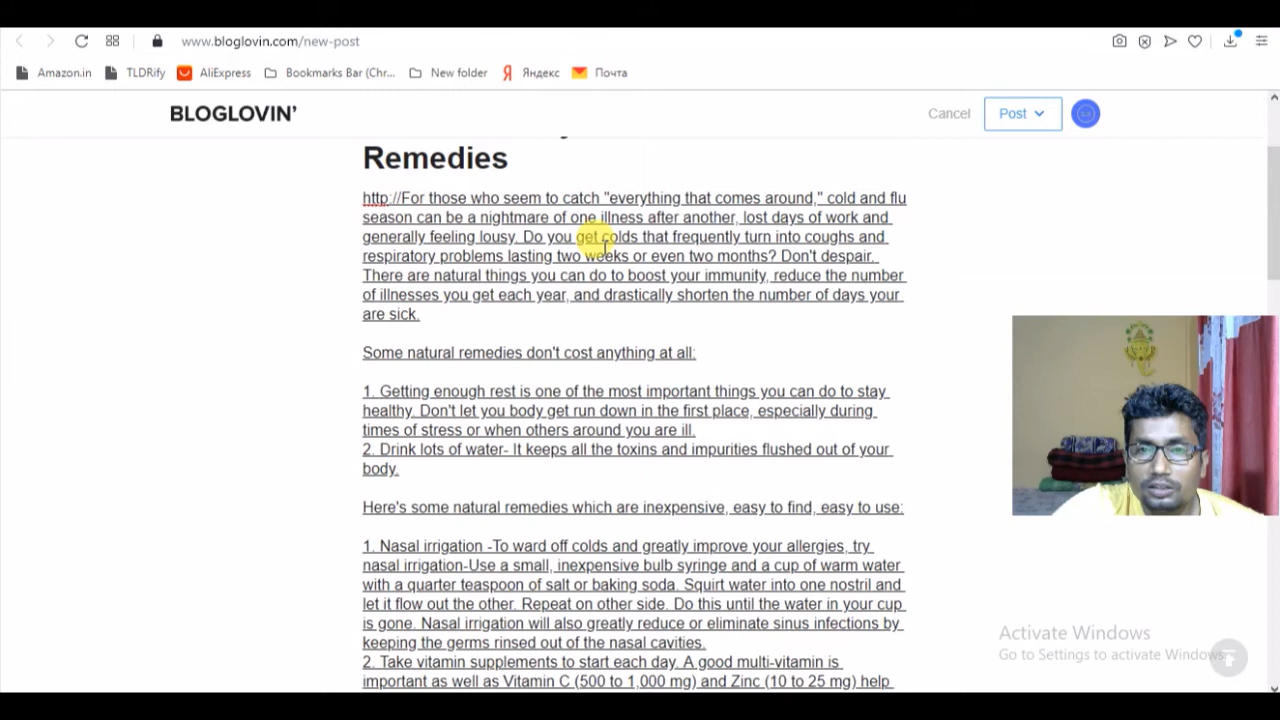 www.bloglovin.com/new-post
Amazon.in TLDRify AliExpress Bookmarks Bar (Chr... New folder Яндекс Почта
BLOGLOVIN’ Cancel Post
Remedies
http://For those who seem to catch "everything that comes around," cold and flu
season can be a nightmare of one illness after another, lost days of work and
generally feeling lousy. Do you get colds that frequently turn into coughs and
respiratory problems lasting two weeks or even two months? Don't despair.
There are natural things you can do to boost your immunity, reduce the number
of illnesses you get each year, and drastically shorten the number of days your
are sick.
Some natural remedies don't cost anything at all:
1. Getting enough rest is one of the most important things you can do to stay
healthy. Don't let you body get run down in the first place, especially during
times of stress or when others around you are ill.
2. Drink lots of water- It keeps all the toxins and impurities flushed out of your
body.
Here's some natural remedies which are inexpensive, easy to find, easy to use:
1. Nasal irrigation -To ward off colds and greatly improve your allergies, try
nasal irrigation-Use a small, inexpensive bulb syringe and a cup of warm water
with a quarter teaspoon of salt or baking soda. Squirt water into one nostril and
let it flow out the other. Repeat on other side. Do this until the water in your cup
is gone. Nasal irrigation will also greatly reduce or eliminate sinus infections by
keeping the germs rinsed out of the nasal cavities.
2. Take vitamin supplements to start each day. A good multi-vitamin is
important as well as Vitamin C (500 to 1,000 mg) and Zinc (10 to 25 mg) help
Activate Windows
Go to Settings to activate Windows.